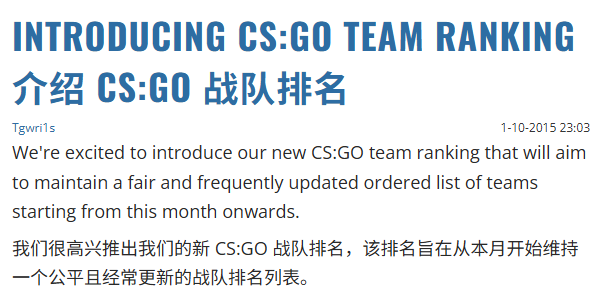 INTRODUCING CS:GO TEAM RANKING
介绍 CS:GO 战队排名
Tgwri1s 1-10-2015 23:03
We're excited to introduce our new CS:GO team ranking that will aim
to maintain a fair and frequently updated ordered list of teams
starting from this month onwards.
我们很高兴推出我们的新 CS:GO 战队排名，该排名旨在从本月开始维持
一个公平且经常更新的战队排名列表。